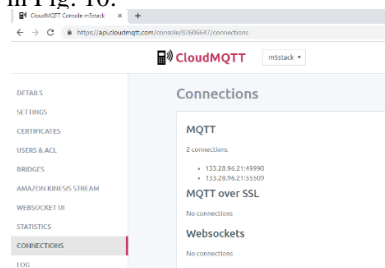 in Fig. 10.
CloudMQTT Console m5stack × +
https://api.cloudmqtt.com/console/82606647/connections
CloudMQTT m5stack
DETAILS
Connections
SETTINGS
CERTIFICATES
MQTT
USERS & ACL
2 connections
BRIDGES
133.28.96.21:49990
AMAZON KINESIS STREAM
133.28.96.21:55509
MQTT over SSL
WEBSOCKET UI
STATISTICS
No connections
CONNECTIONS
Websockets
LOG
No connections